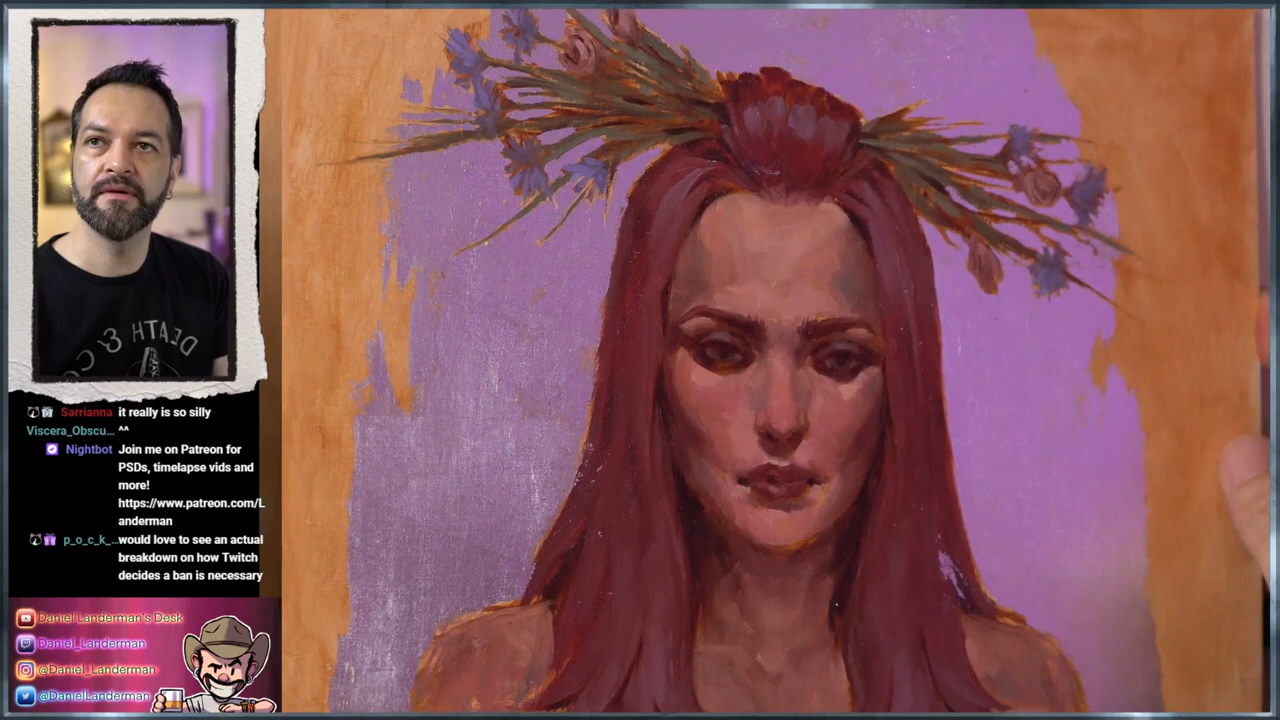 DEATH & CO
Sarrianna it really is so silly
Viscera_Obscu... ^^
Nightbot Join me on Patreon for
PSDs, timelapse vids and
more!
https://www.patreon.com/L
anderman
p_o_c_k_... would love to see an actual
breakdown on how Twitch
decides a ban is necessary
Daniel Landerman's Desk
Daniel_Landerman
@Daniel_Landerman
@DanielLanderman